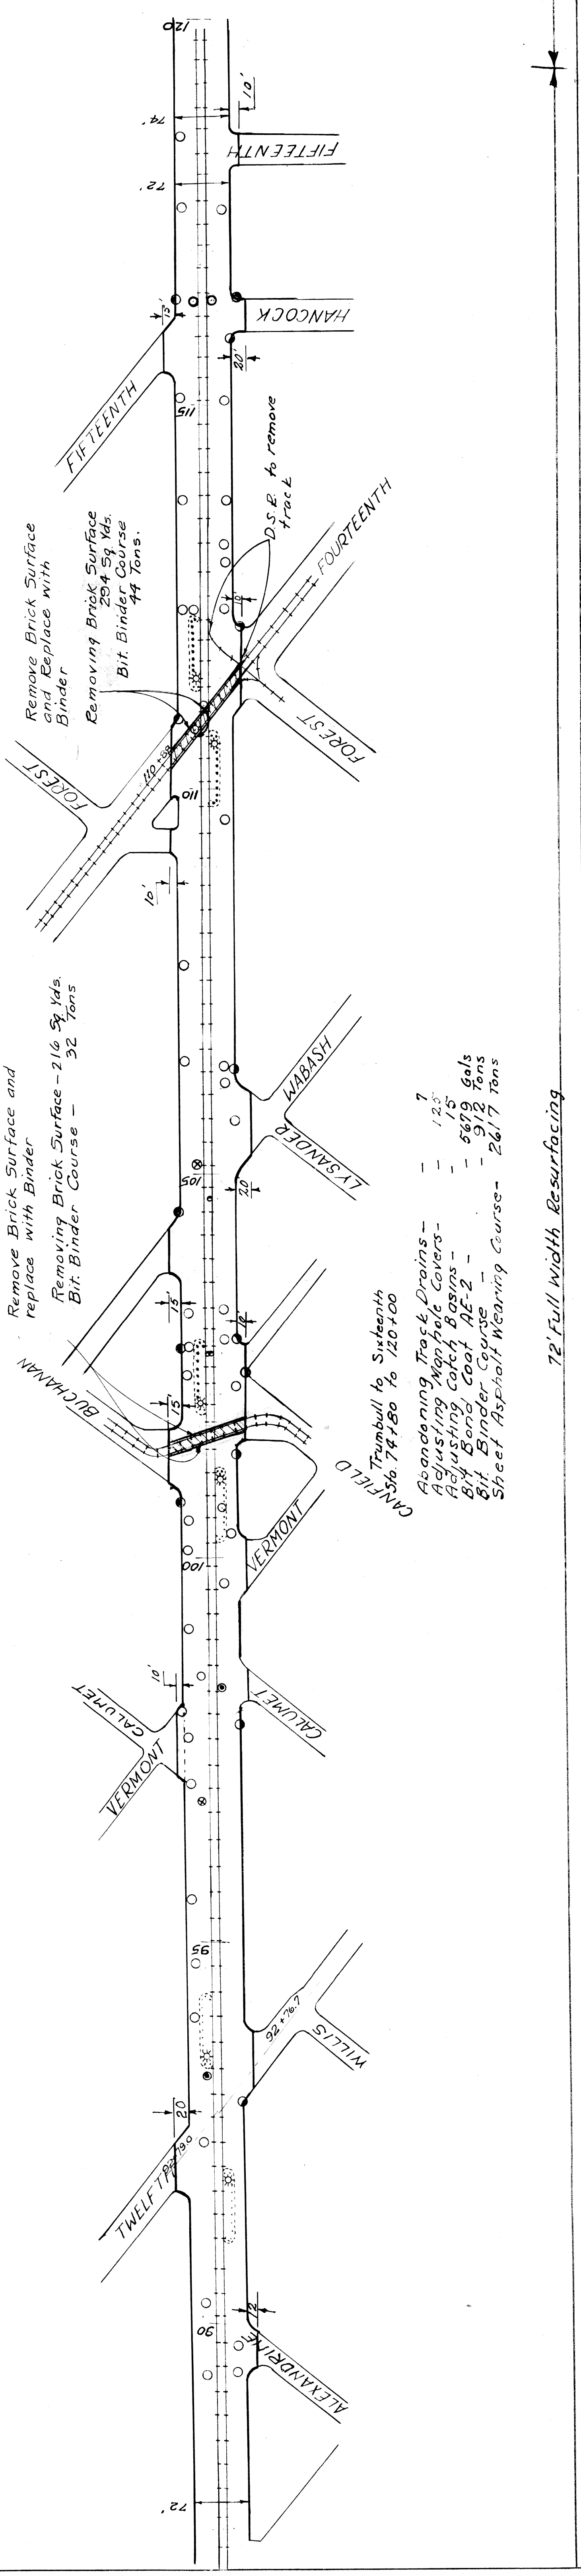 120
74'
10'
FIFTEENTH
72'
15'
HANCOCK
20'
FIFTEENTH
115
D.S.R. to remove
track
Remove Brick Surface
and Replace with
Binder
Removing Brick Surface
294 Sq. Yds.
Bit. Binder Course
44 Tons.
10'
FOURTEENTH
FOREST
110+88
110
FOREST
10'
Remove Brick Surface and
replace with Binder
Removing Brick Surface - 216 Sq. Yds.
Bit. Binder Course - 32 Tons
WABASH
LYSANDER
105
20
15'
10'
BUCHANAN
15'
CANFIELD
VERMONT
100
Trumbull to Sixteenth
Sta. 74+80 to 120+00
Abandoning Track Drains - - 7
Adjusting Manhole Covers - - 125
Adjusting Catch Basins - - 15
Bit. Bond Coat AE-2 - - 5679 Gals
Bit. Binder Course - - 912 Tons
Sheet Asphalt Wearing Course - 2617 Tons
72' Full Width Resurfacing
10'
CALUMET
VERMONT
CALUMET
95
92+76.7
WILLIS
20
TWELFTH
90
12
ALEXANDRINE
72'